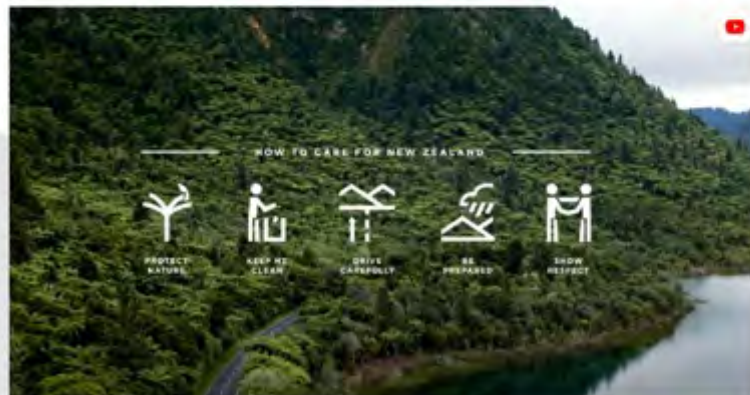 HOW TO CARE FOR NEW ZEALAND
PROTECT NATURE
KEEP NZ CLEAN
DRIVE CAREFULLY
BE PREPARED
SHOW RESPECT